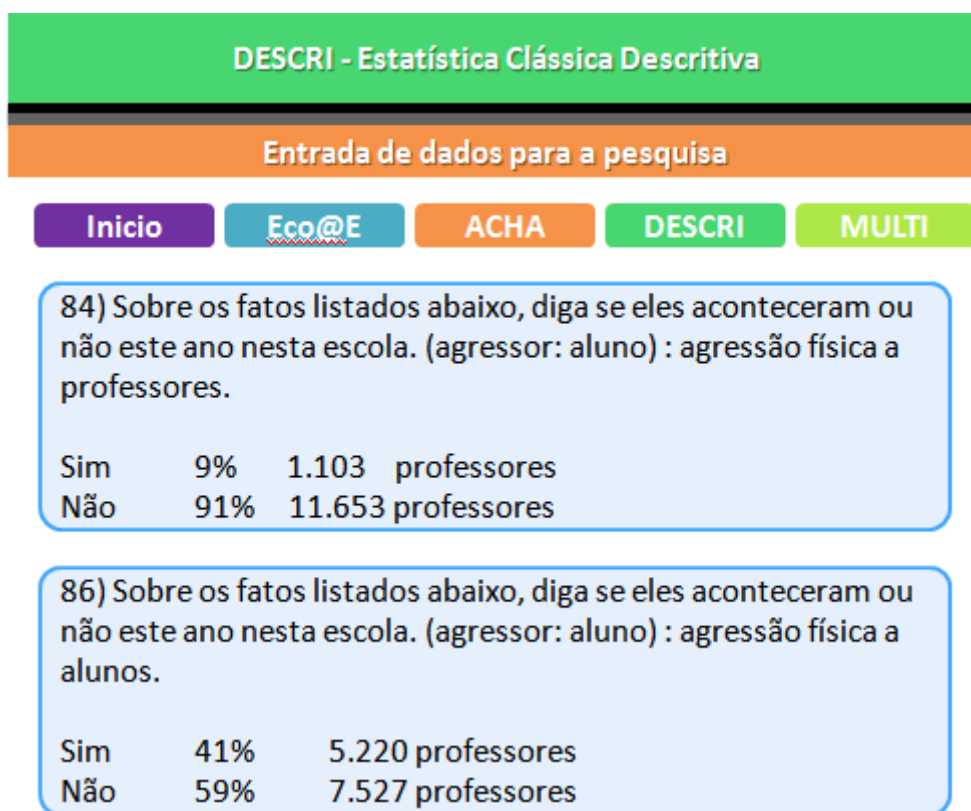 DESCRI - Estatística Clássica Descritiva
Entrada de dados para a pesquisa
Inicio Eco@E ACHA DESCRI MULTI
84) Sobre os fatos listados abaixo, diga se eles aconteceram ou
não este ano nesta escola. (agressor: aluno) : agressão física a
professores.
Sim 9% 1.103 professores
Não 91% 11.653 professores
86) Sobre os fatos listados abaixo, diga se eles aconteceram ou
não este ano nesta escola. (agressor: aluno) : agressão física a
alunos.
Sim 41% 5.220 professores
Não 59% 7.527 professores